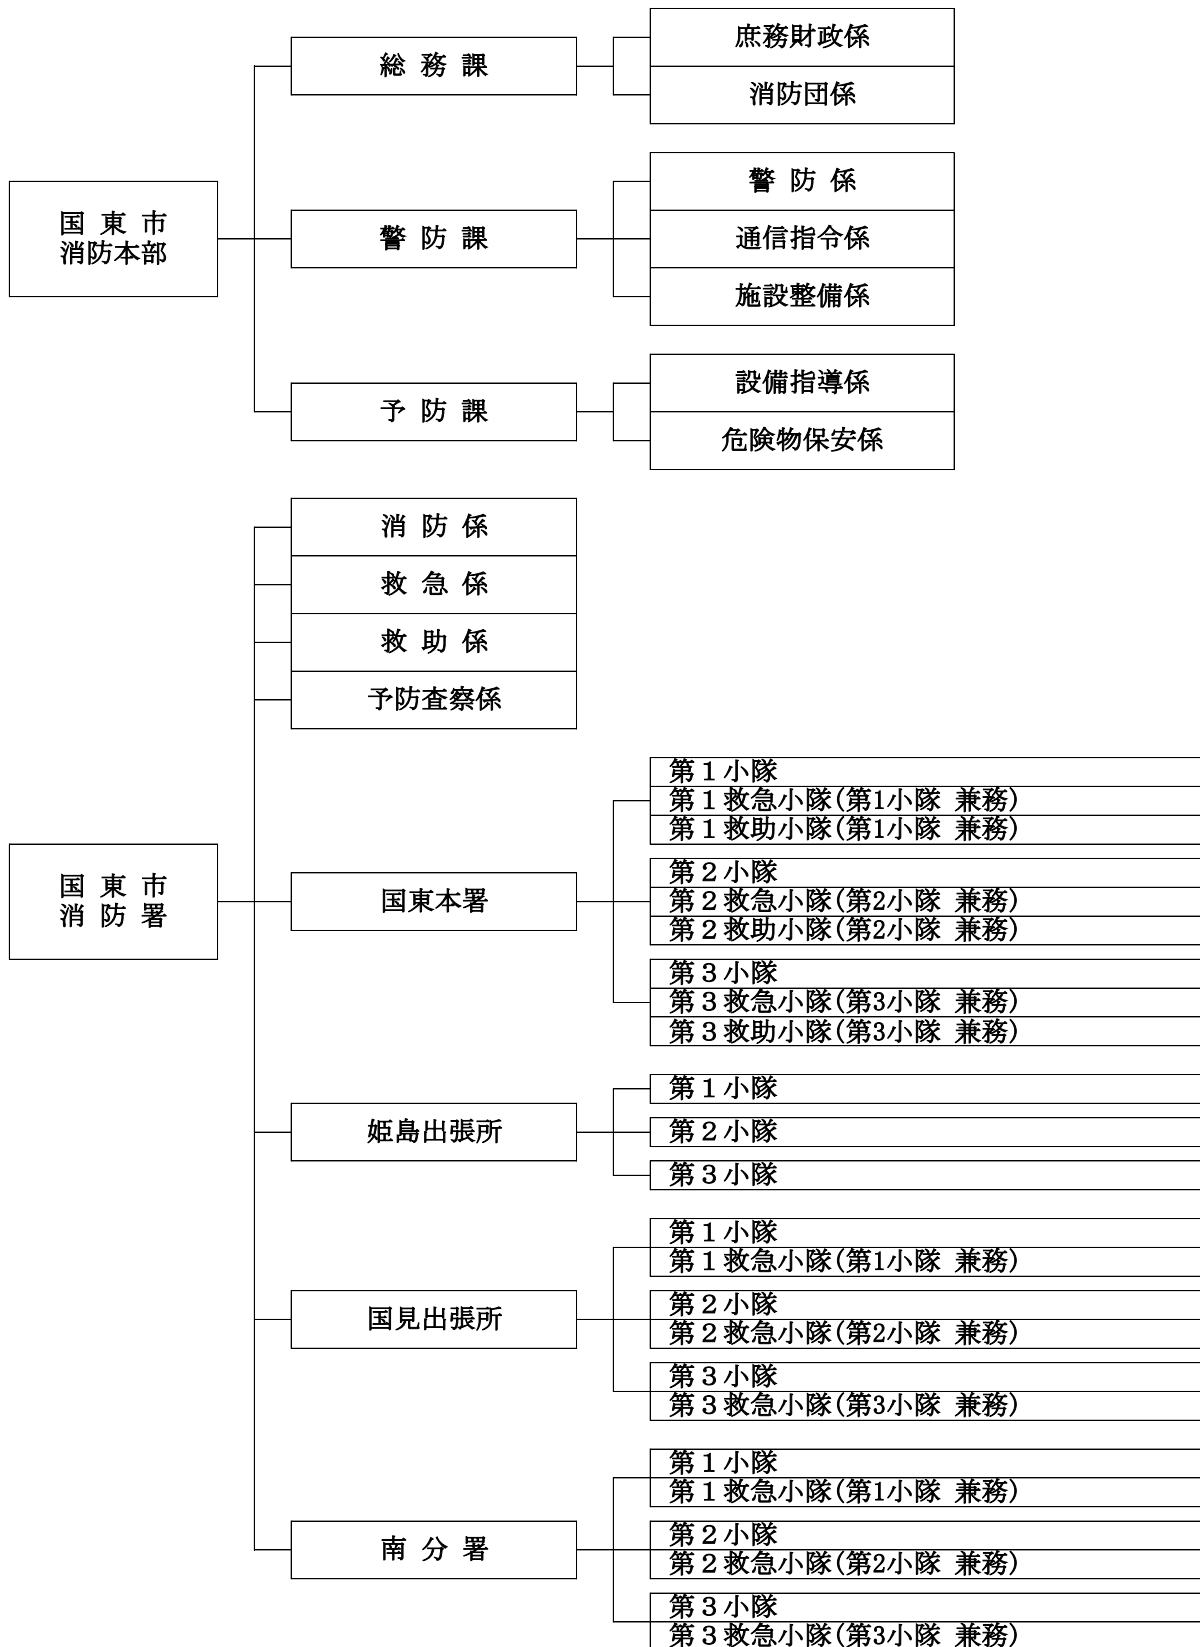 国 東 市
消防本部
総 務 課
庶務財政係
消防団係
警 防 課
警 防 係
通信指令係
施設整備係
予 防 課
設備指導係
危険物保安係
国 東 市
消 防 署
消 防 係
救 急 係
救 助 係
予防査察係
国東本署
第１小隊
第１救急小隊(第1小隊 兼務)
第１救助小隊(第1小隊 兼務)
第２小隊
第２救急小隊(第2小隊 兼務)
第２救助小隊(第2小隊 兼務)
第３小隊
第３救急小隊(第3小隊 兼務)
第３救助小隊(第3小隊 兼務)
姫島出張所
第１小隊
第２小隊
第３小隊
国見出張所
第１小隊
第１救急小隊(第1小隊 兼務)
第２小隊
第２救急小隊(第2小隊 兼務)
第３小隊
第３救急小隊(第3小隊 兼務)
南 分 署
第１小隊
第１救急小隊(第1小隊 兼務)
第２小隊
第２救急小隊(第2小隊 兼務)
第３小隊
第３救急小隊(第3小隊 兼務)